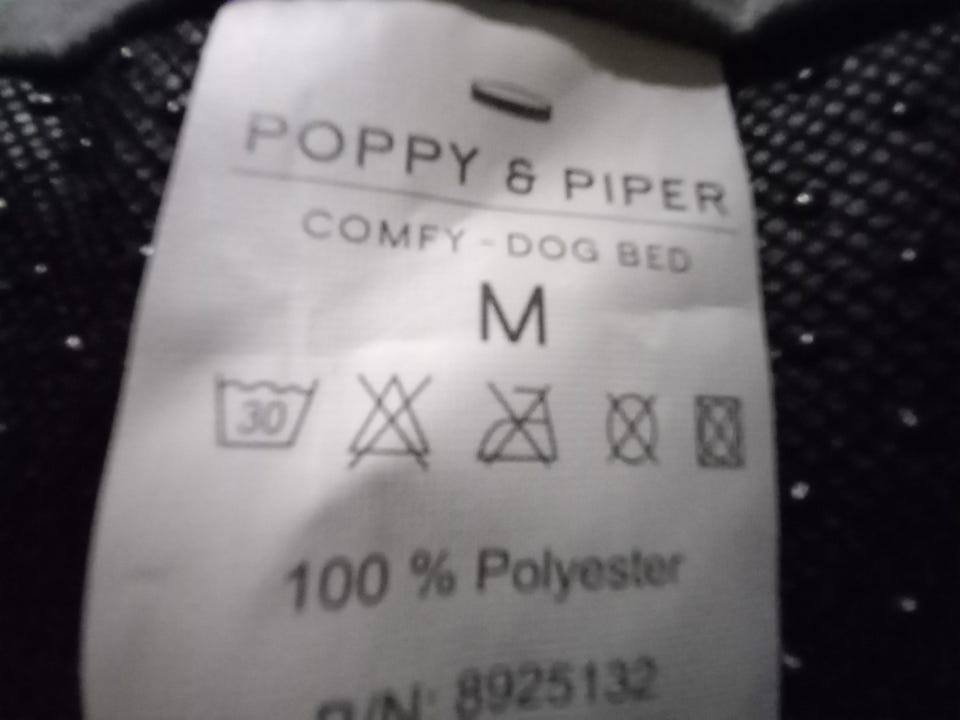 POPPY & PIPER
COMFY - DOG BED
M
30
100 % Polyester
P/N: 8925132